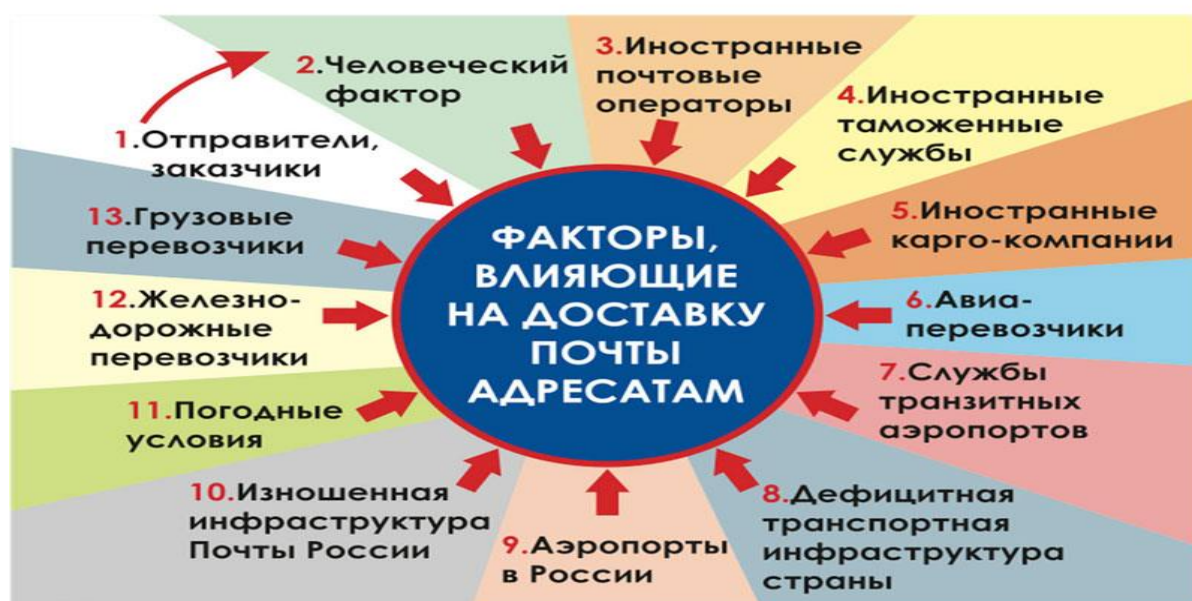 1.Отправители,
заказчики
2.Человеческий
фактор
3.Иностранные
почтовые
операторы
4.Иностранные
таможенные
службы
5.Иностранные
карго-компании
6.Авиа-
перевозчики
7.Службы
транзитных
аэропортов
8.Дефицитная
транспортная
инфраструктура
страны
9.Аэропорты
в России
10.Изношенная
инфраструктура
Почты России
11.Погодные
условия
12.Железно-
дорожные
перевозчики
13.Грузовые
перевозчики
ФАКТОРЫ,
ВЛИЯЮЩИЕ
НА ДОСТАВКУ
ПОЧТЫ
АДРЕСАТАМ